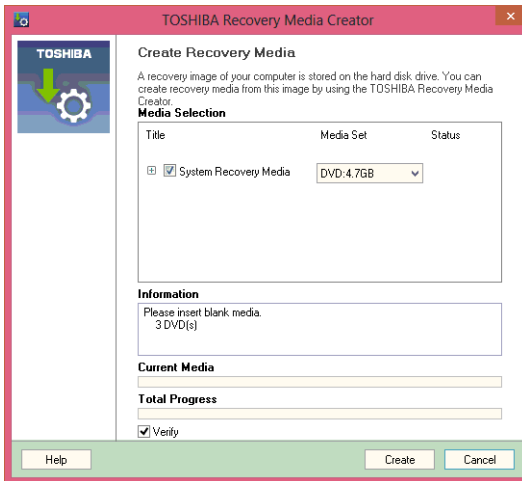 TOSHIBA Recovery Media Creator
TOSHIBA
Create Recovery Media
A recovery image of your computer is stored on the hard disk drive. You can
create recovery media from this image by using the TOSHIBA Recovery Media
Creator.
Media Selection
Title Media Set Status
System Recovery Media DVD:4.7GB
Information
Please insert blank media.
3 DVD(s)
Current Media
Total Progress
Verify
Help Create Cancel